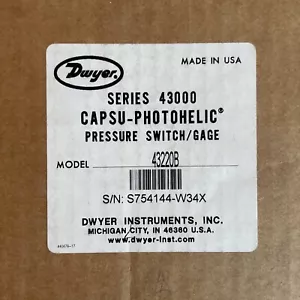 Dwyer®
MADE IN USA
SERIES 43000
CAPSU-PHOTOHELIC®
PRESSURE SWITCH/GAGE
MODEL 43220B
S/N: S754144-W34X
DWYER INSTRUMENTS, INC.
MICHIGAN CITY, IN 46360 U.S.A.
www.dwyer-inst.com